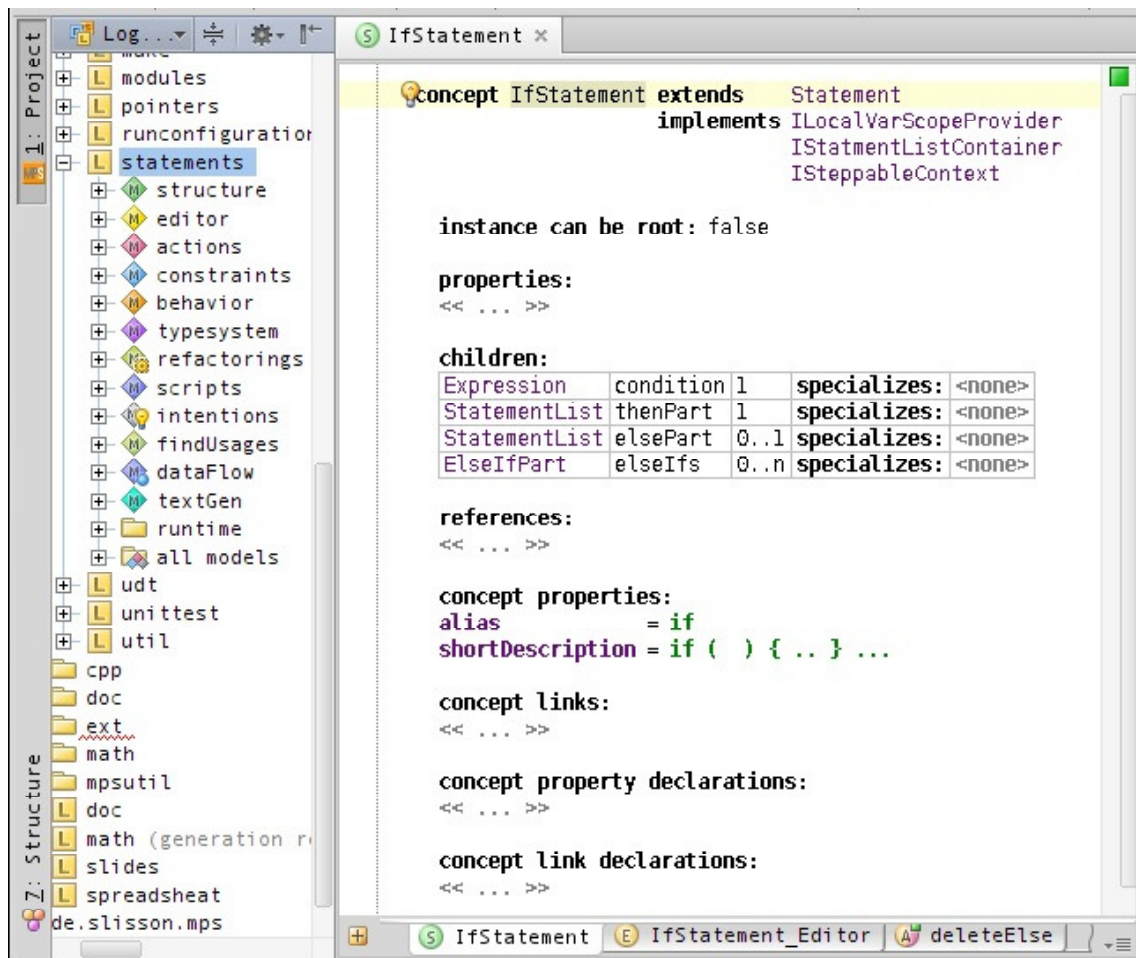 1: Project
Log...
IfStatement
make
modules
pointers
runconfiguration
statements
structure
editor
actions
constraints
behavior
typesystem
refactorings
scripts
intentions
findUsages
dataFlow
textGen
runtime
all models
udt
unittest
util
cpp
doc
ext
math
mpsutil
doc
math (generation r
slides
spreadsheet
de.slisson.mps
MPS
7: Structure
concept IfStatement extends Statement
implements ILocalVarScopeProvider
IStatmentListContainer
ISteppableContext
instance can be root: false
properties:
<< ... >>
children:
Expression condition 1 specializes: <none>
StatementList thenPart 1 specializes: <none>
StatementList elsePart 0..1 specializes: <none>
ElseIfPart elseIfs 0..n specializes: <none>
references:
<< ... >>
concept properties:
alias = if
shortDescription = if ( ) { .. } ...
concept links:
<< ... >>
concept property declarations:
<< ... >>
concept link declarations:
<< ... >>
IfStatement IfStatement_Editor deleteElse